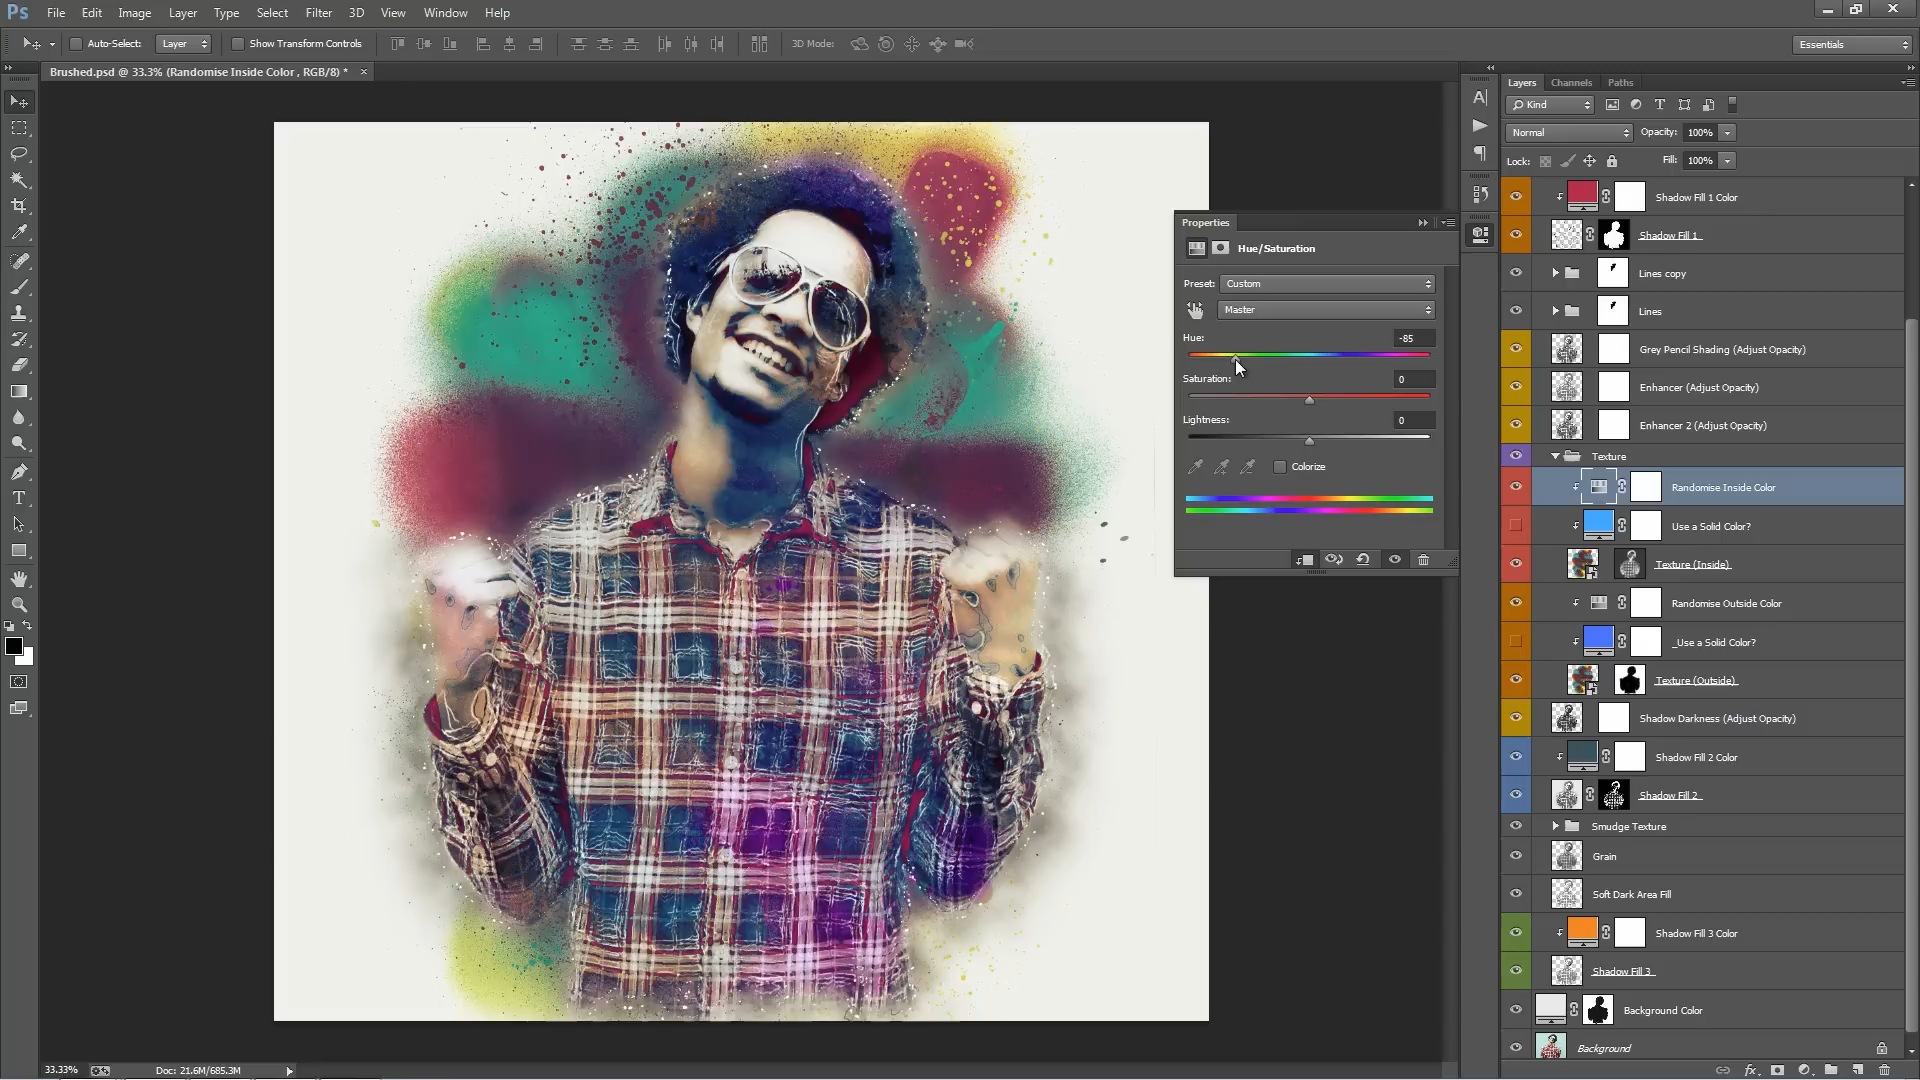 Ps File Edit Image Layer Type Select Filter 3D View Window Help
Auto-Select: Layer Show Transform Controls 3D Mode: Essentials
Brushed.psd @ 33.3% (Randomise Inside Color , RGB/8) * ×
Layers Channels Paths
Kind
Normal Opacity: 100%
Lock: Fill: 100%
Shadow Fill 1 Color
Shadow Fill 1
Lines copy
Lines
Grey Pencil Shading (Adjust Opacity)
Enhancer (Adjust Opacity)
Enhancer 2 (Adjust Opacity)
Texture
Randomise Inside Color
Use a Solid Color?
Texture (Inside)
Randomise Outside Color
_Use a Solid Color?
Texture (Outside)
Shadow Darkness (Adjust Opacity)
Shadow Fill 2 Color
Shadow Fill 2
Smudge Texture
Grain
Soft Dark Area Fill
Shadow Fill 3 Color
Shadow Fill 3
Background Color
Background
fx
Properties
Hue/Saturation
Preset: Custom
Master
Hue: -85
Saturation: 0
Lightness: 0
Colorize
33.33% Doc: 21.6M/685.3M